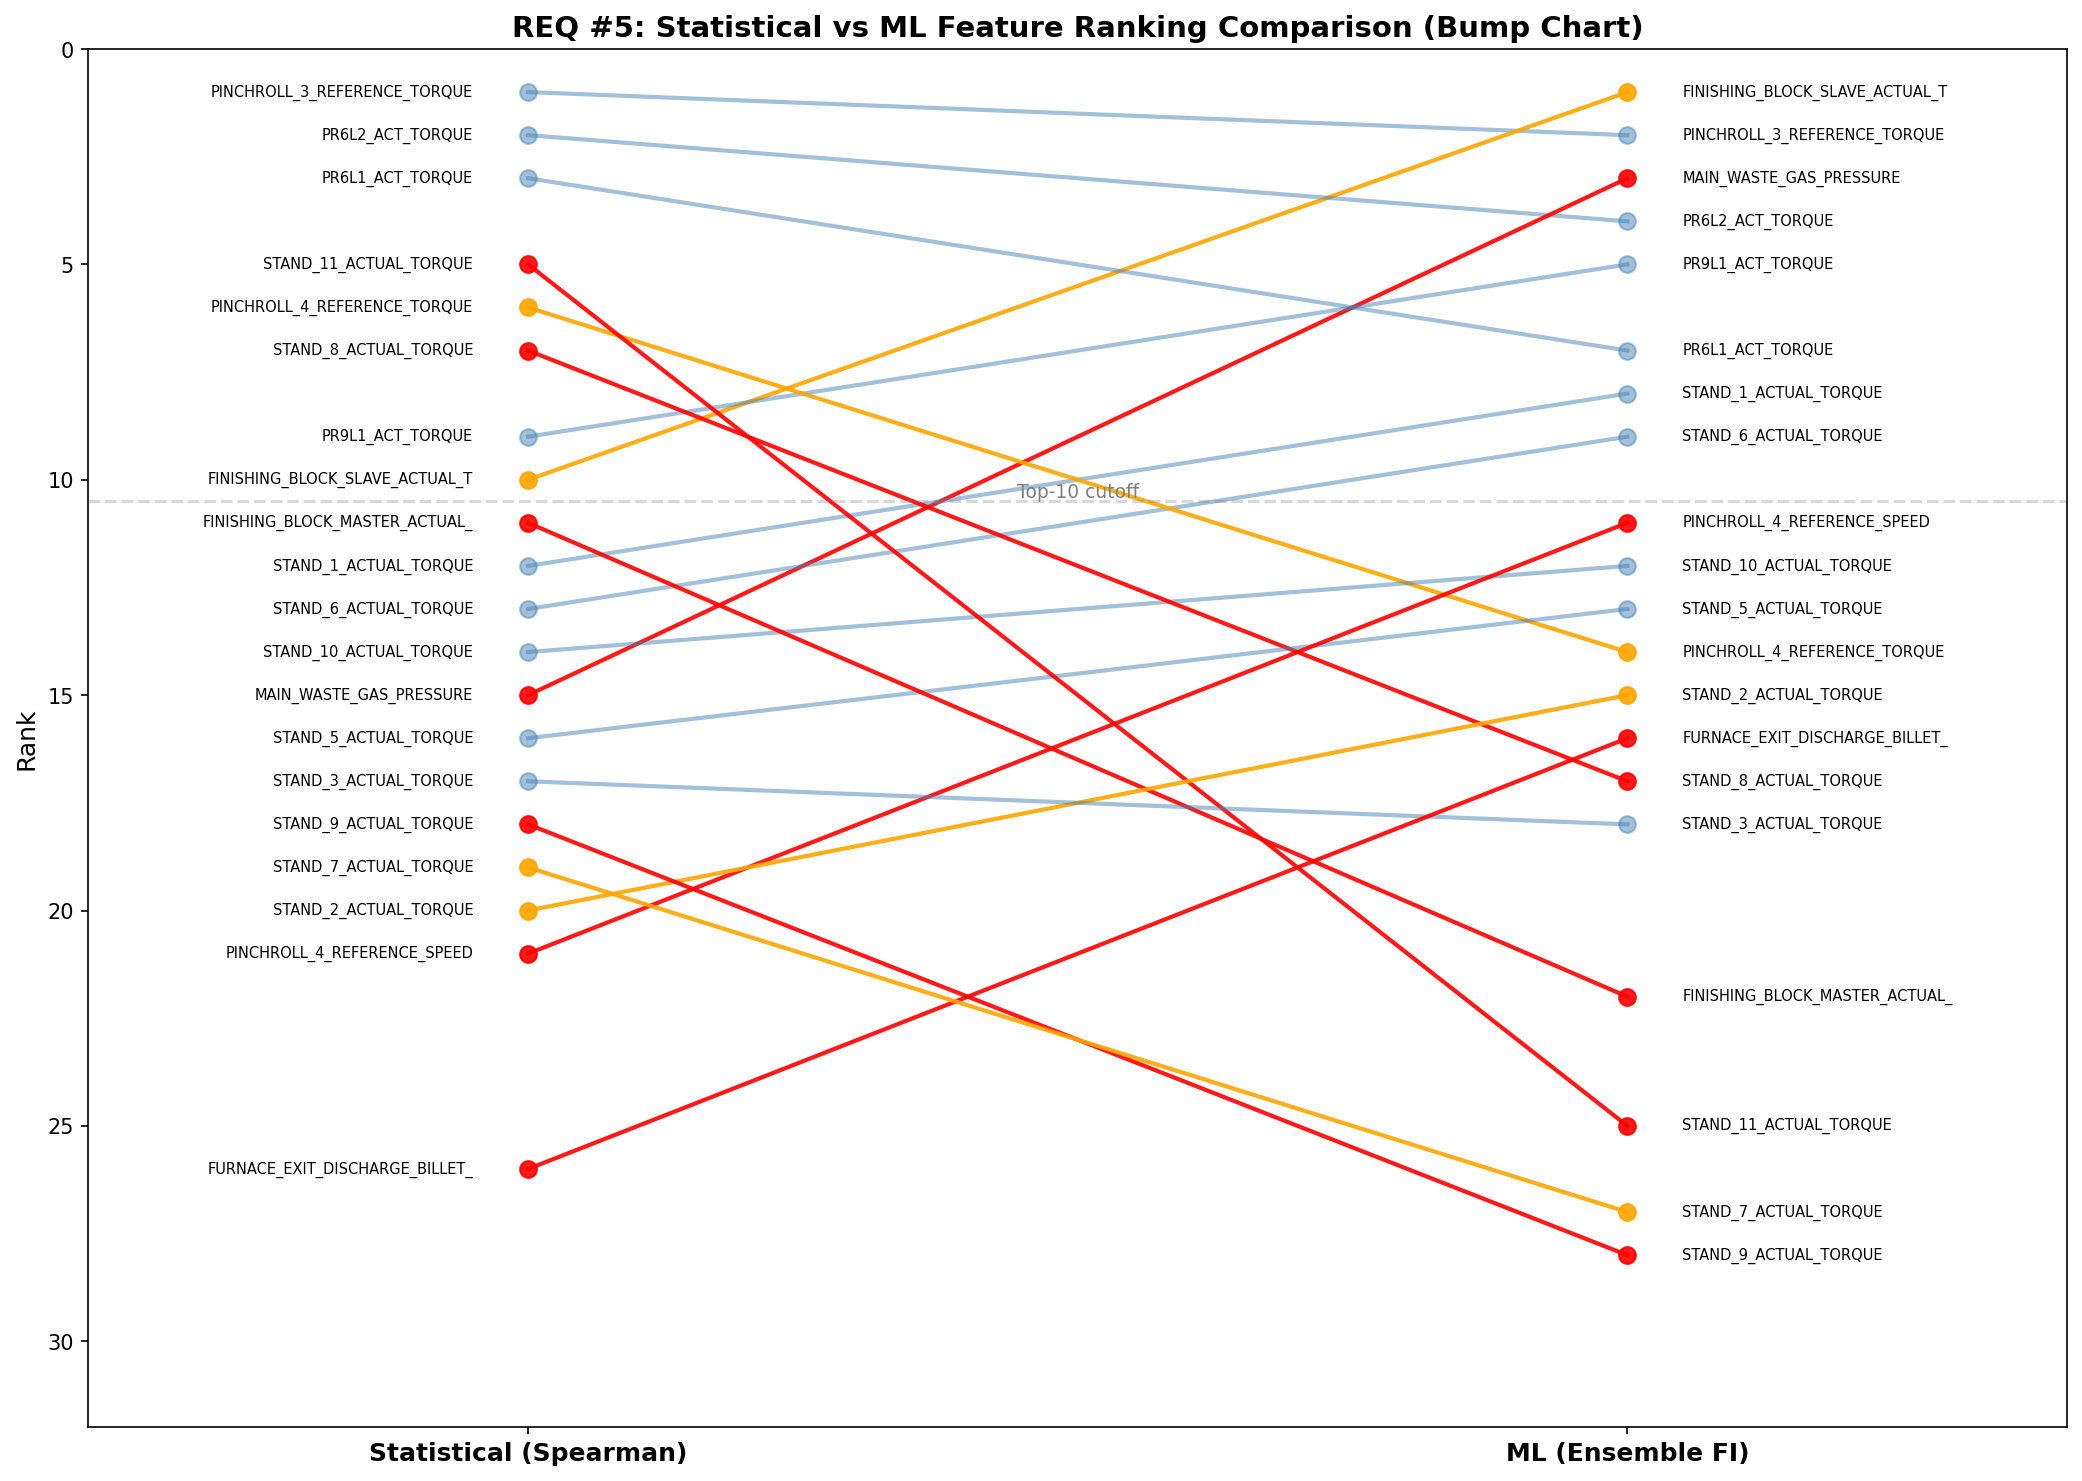 REQ #5: Statistical vs ML Feature Ranking Comparison (Bump Chart)
Rank
0
5
10
15
20
25
30
PINCHROLL_3_REFERENCE_TORQUE
PR6L2_ACT_TORQUE
PR6L1_ACT_TORQUE
STAND_11_ACTUAL_TORQUE
PINCHROLL_4_REFERENCE_TORQUE
STAND_8_ACTUAL_TORQUE
PR9L1_ACT_TORQUE
FINISHING_BLOCK_SLAVE_ACTUAL_T
FINISHING_BLOCK_MASTER_ACTUAL_
STAND_1_ACTUAL_TORQUE
STAND_6_ACTUAL_TORQUE
STAND_10_ACTUAL_TORQUE
MAIN_WASTE_GAS_PRESSURE
STAND_5_ACTUAL_TORQUE
STAND_3_ACTUAL_TORQUE
STAND_9_ACTUAL_TORQUE
STAND_7_ACTUAL_TORQUE
STAND_2_ACTUAL_TORQUE
PINCHROLL_4_REFERENCE_SPEED
FURNACE_EXIT_DISCHARGE_BILLET_
Top-10 cutoff
FINISHING_BLOCK_SLAVE_ACTUAL_T
PINCHROLL_3_REFERENCE_TORQUE
MAIN_WASTE_GAS_PRESSURE
PR6L2_ACT_TORQUE
PR9L1_ACT_TORQUE
PR6L1_ACT_TORQUE
STAND_1_ACTUAL_TORQUE
STAND_6_ACTUAL_TORQUE
PINCHROLL_4_REFERENCE_SPEED
STAND_10_ACTUAL_TORQUE
STAND_5_ACTUAL_TORQUE
PINCHROLL_4_REFERENCE_TORQUE
STAND_2_ACTUAL_TORQUE
FURNACE_EXIT_DISCHARGE_BILLET_
STAND_8_ACTUAL_TORQUE
STAND_3_ACTUAL_TORQUE
FINISHING_BLOCK_MASTER_ACTUAL_
STAND_11_ACTUAL_TORQUE
STAND_7_ACTUAL_TORQUE
STAND_9_ACTUAL_TORQUE
Statistical (Spearman)
ML (Ensemble FI)